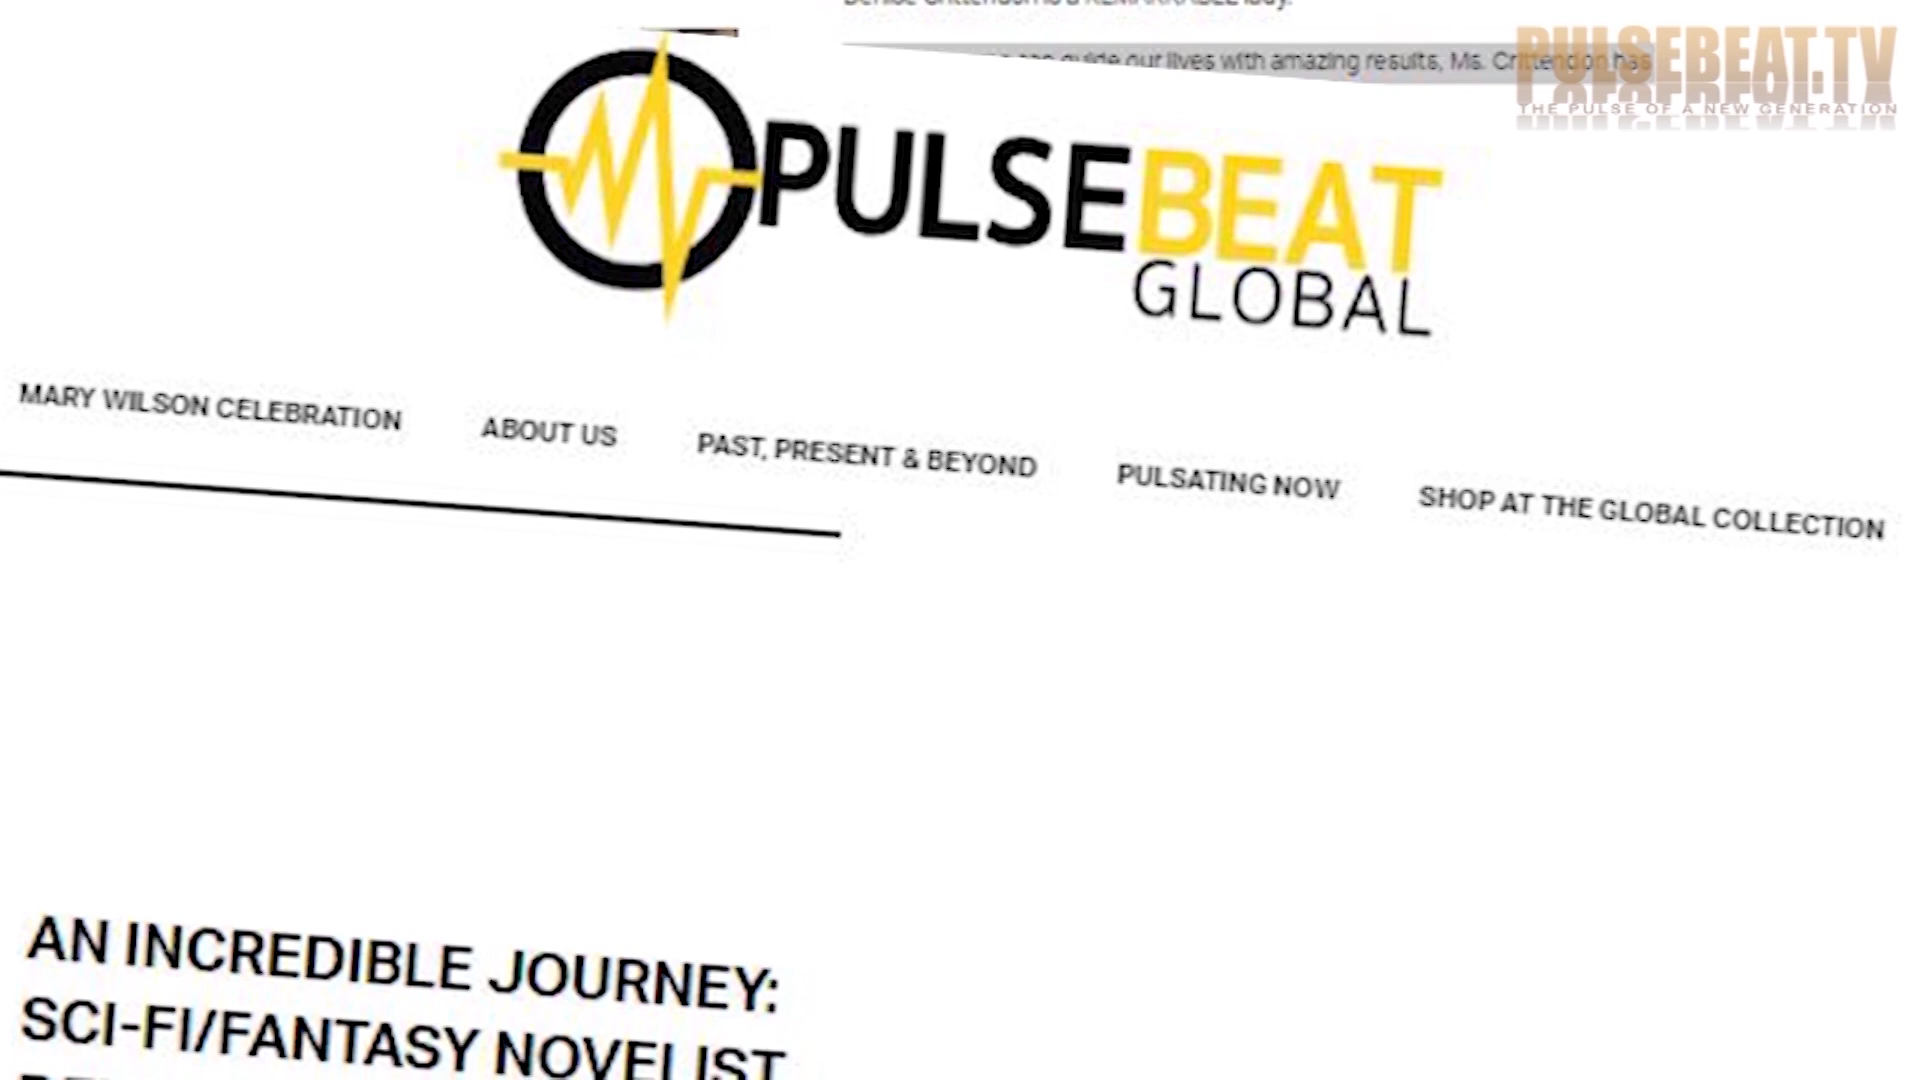 guide our lives with amazing results, Ms. Crittendon has
PULSEBEAT.TV
THE PULSE OF A NEW GENERATION
PULSEBEAT
GLOBAL
MARY WILSON CELEBRATION
ABOUT US
PAST, PRESENT & BEYOND
PULSATING NOW
SHOP AT THE GLOBAL COLLECTION
AN INCREDIBLE JOURNEY:
SCI-FI/FANTASY NOVELIST